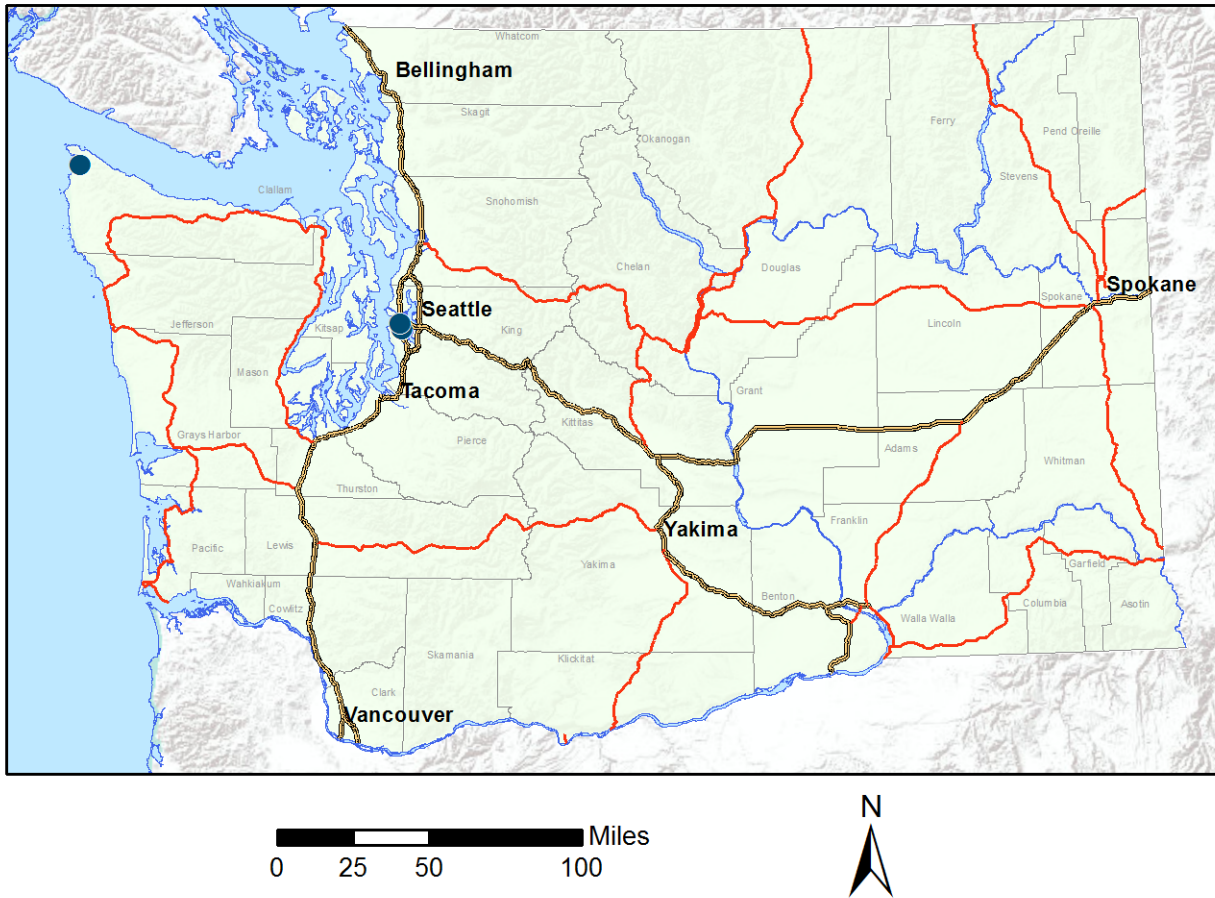 Whatcom
Bellingham
Skagit
Okanogan
Ferry
Pend Oreille
Stevens
Clallam
Snohomish
Chelan
Douglas
Spokane
Spokane
Seattle
Jefferson
Kitsap
King
Lincoln
Mason
Tacoma
Grant
Kittitas
Grays Harbor
Pierce
Adams
Whitman
Thurston
Yakima
Franklin
Pacific
Lewis
Yakima
Garfield
Wahkiakum
Benton
Columbia
Asotin
Cowlitz
Walla Walla
Skamania
Klickitat
Clark
Vancouver
N
Miles
0 25 50 100